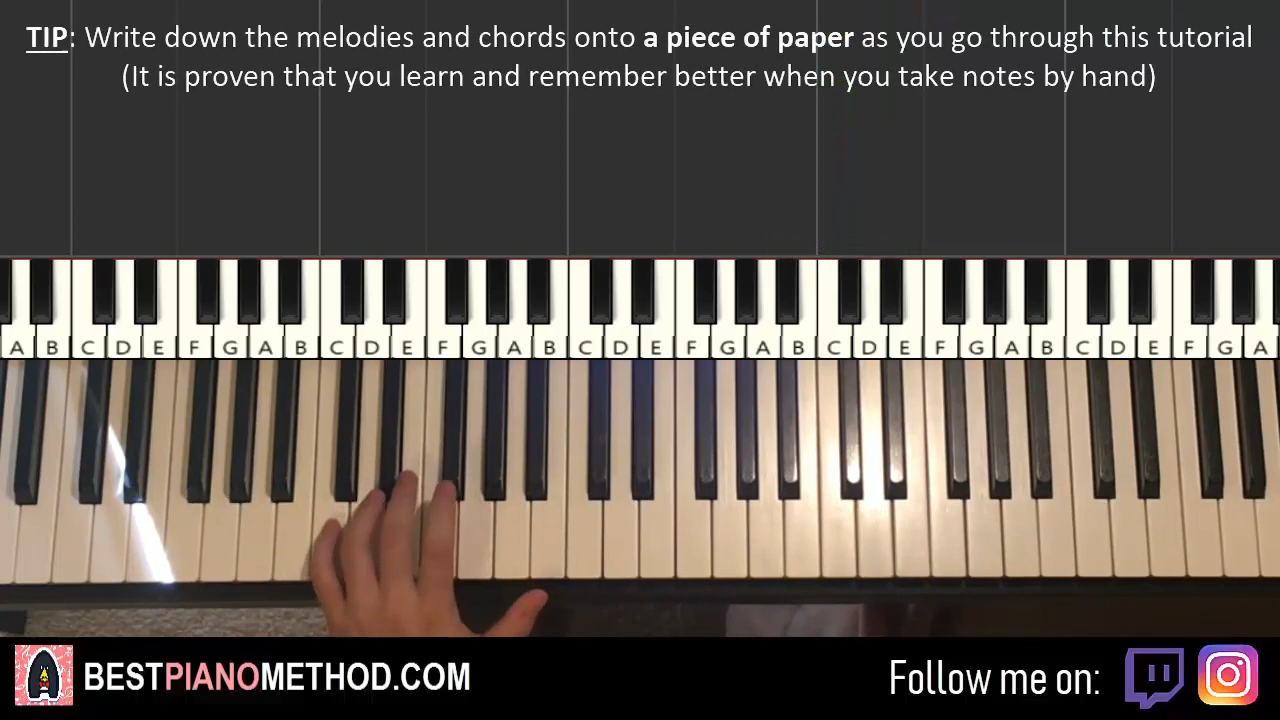 TIP: Write down the melodies and chords onto a piece of paper as you go through this tutorial
(It is proven that you learn and remember better when you take notes by hand)
A B C D E F G A B C D E F G A B C D E F G A B C D E F G A B C D E F G A
BESTPIANOMETHOD.COM
Follow me on: